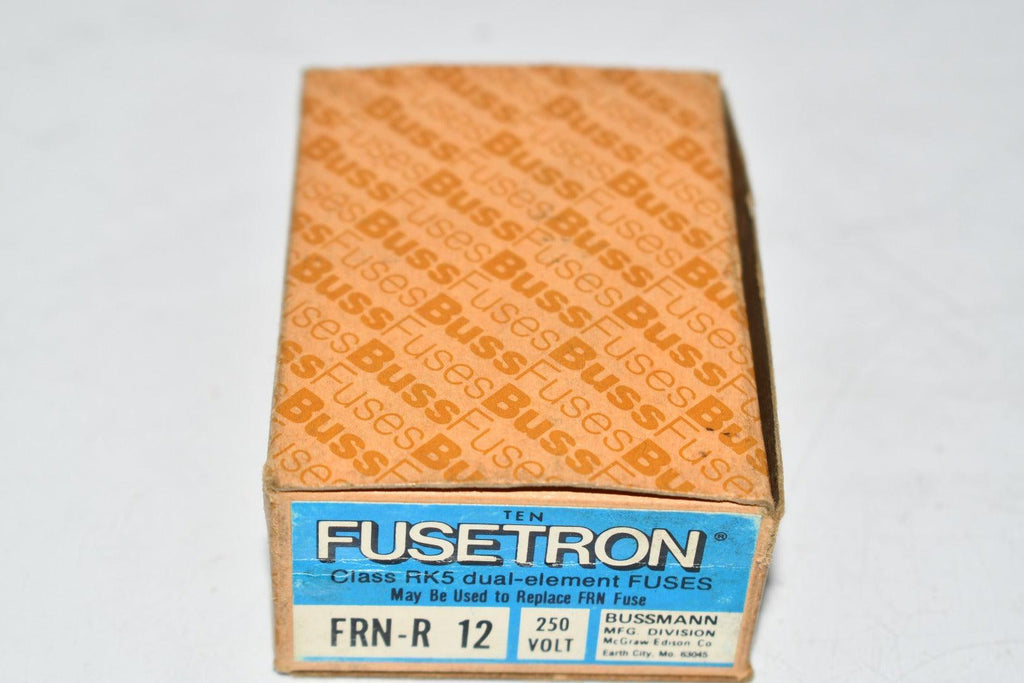 BussFuses
TEN
FUSETRON®
Class RK5 dual-element FUSES
May Be Used to Replace FRN Fuse
FRN-R 12
250
VOLT
BUSSMANN
MFG. DIVISION
McGraw Edison Co
Earth City, Mo. 63045